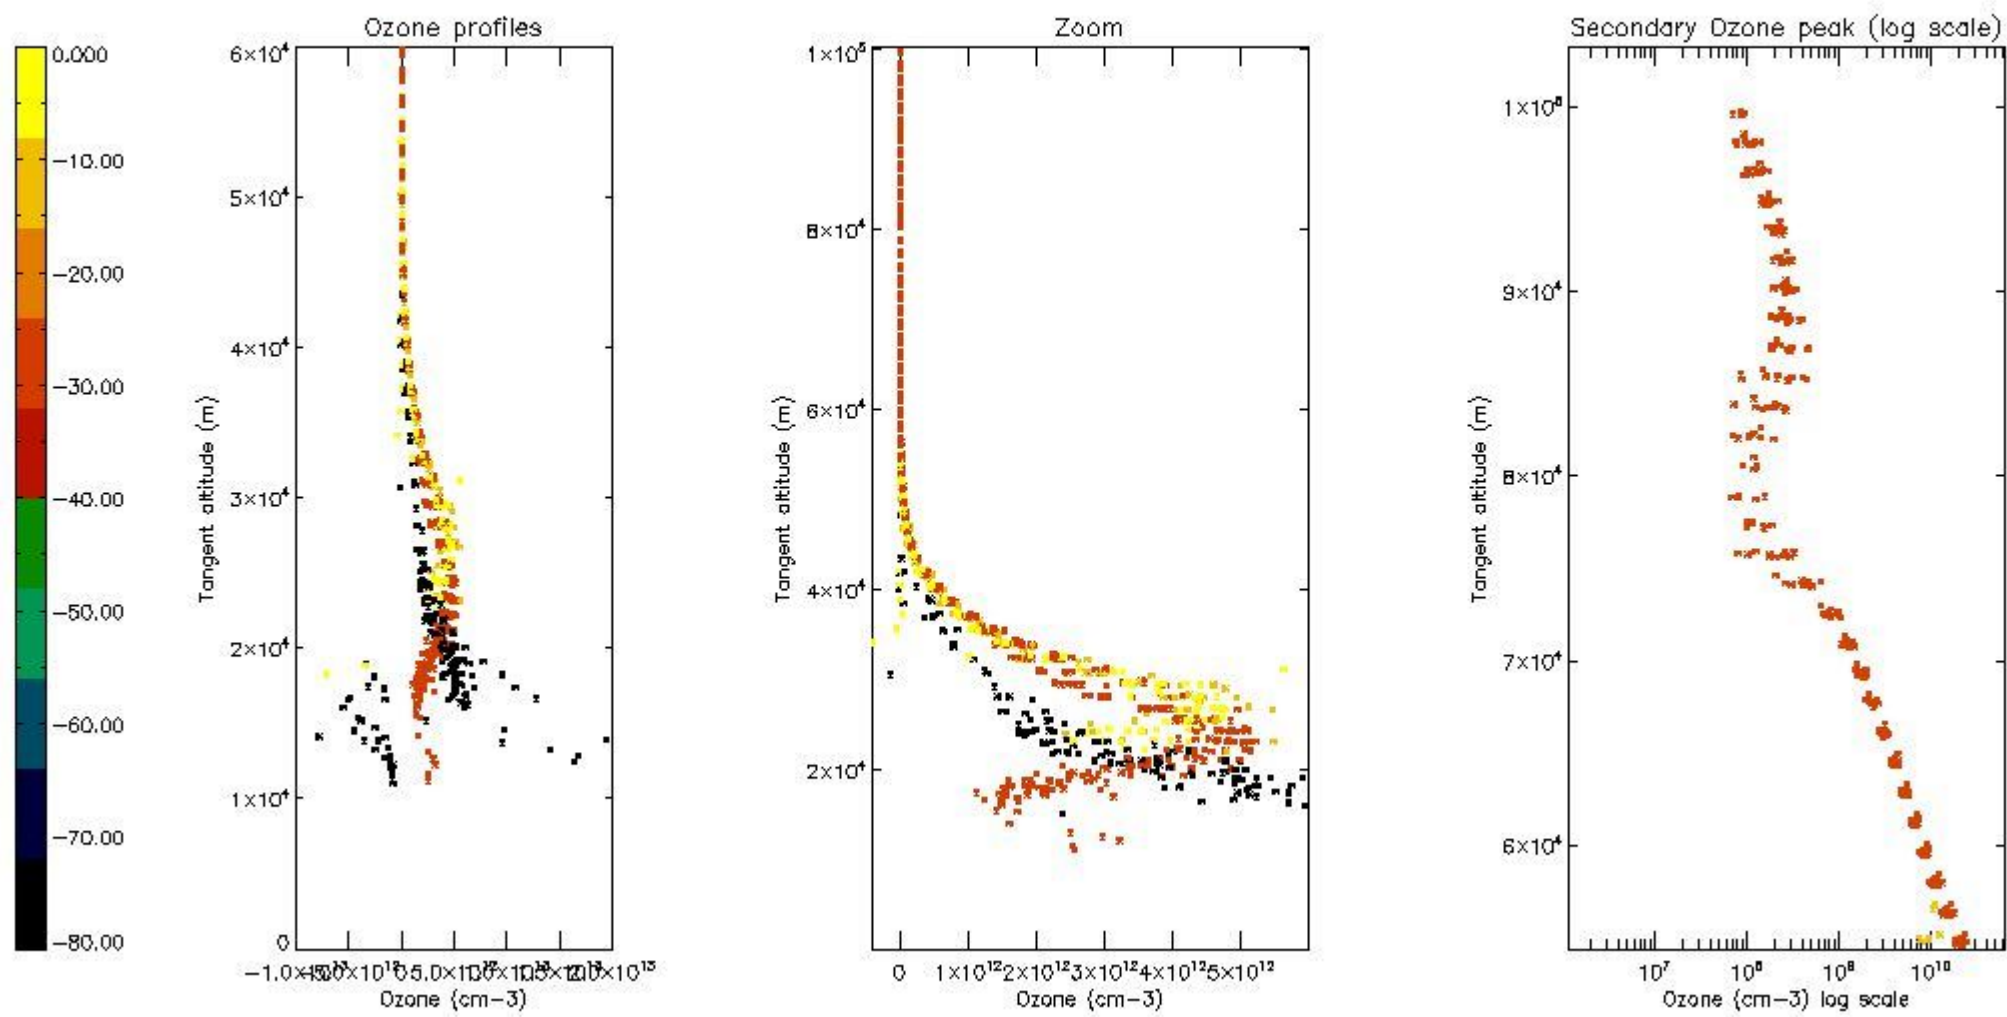 Ozone profiles
Zoom
Secondary Ozone peak (log scale)
0.000
−10.00
−20.00
−30.00
−40.00
−50.00
−60.00
−70.00
−80.00
6×10⁴
5×10⁴
4×10⁴
3×10⁴
2×10⁴
1×10⁴
0
Tangent altitude (m)
Ozone (cm−3)
1×10⁵
8×10⁴
6×10⁴
4×10⁴
2×10⁴
Tangent altitude (m)
0 1×10¹² 2×10¹² 3×10¹² 4×10¹² 5×10¹²
Ozone (cm−3)
1×10⁵
9×10⁴
8×10⁴
7×10⁴
6×10⁴
Tangent altitude (m)
10⁷ 10⁸ 10⁹ 10¹⁰
Ozone (cm−3) log scale